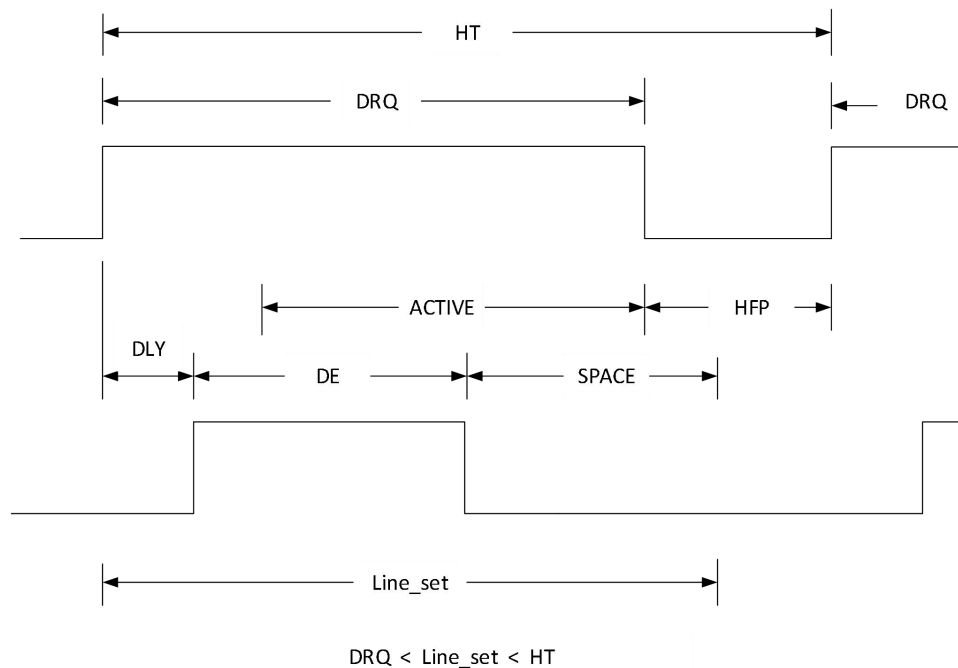 HT
DRQ DRQ
ACTIVE HFP
DLY
DE SPACE
Line_set
DRQ < Line_set < HT